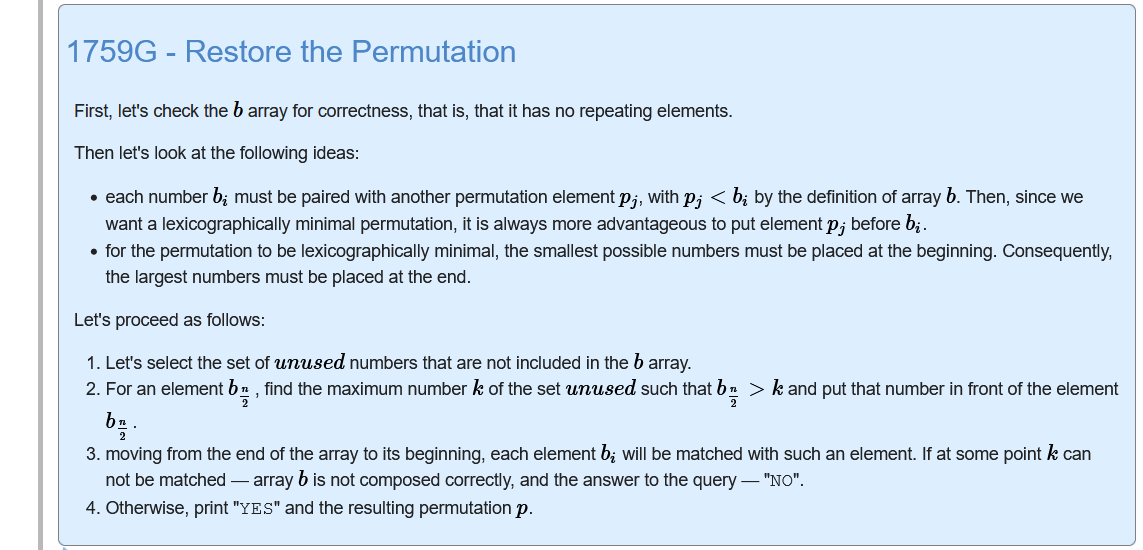 1759G - Restore the Permutation
First, let's check the b array for correctness, that is, that it has no repeating elements.
Then let's look at the following ideas:
• each number b_i must be paired with another permutation element p_j, with p_j < b_i by the definition of array b. Then, since we
want a lexicographically minimal permutation, it is always more advantageous to put element p_j before b_i.
• for the permutation to be lexicographically minimal, the smallest possible numbers must be placed at the beginning. Consequently,
the largest numbers must be placed at the end.
Let's proceed as follows:
1. Let's select the set of unused numbers that are not included in the b array.
2. For an element b_{n/2}, find the maximum number k of the set unused such that b_{n/2} > k and put that number in front of the element
b_{n/2}.
3. moving from the end of the array to its beginning, each element b_i will be matched with such an element. If at some point k can
not be matched — array b is not composed correctly, and the answer to the query — "NO".
4. Otherwise, print "YES" and the resulting permutation p.